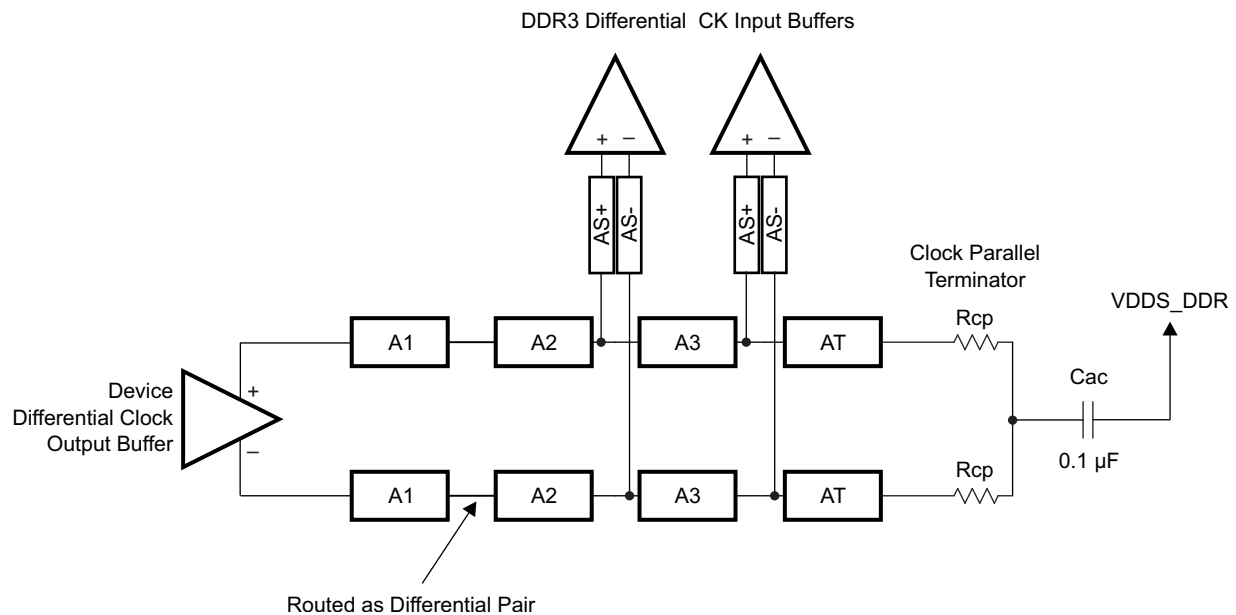 DDR3 Differential CK Input Buffers
+ – + –
AS+ AS- AS+ AS-
Clock Parallel
Terminator
VDDS_DDR
Rcp
A1 A2 A3 AT
Cac
Device
Differential Clock
Output Buffer
+
–
0.1 µF
Rcp
A1 A2 A3 AT
Routed as Differential Pair